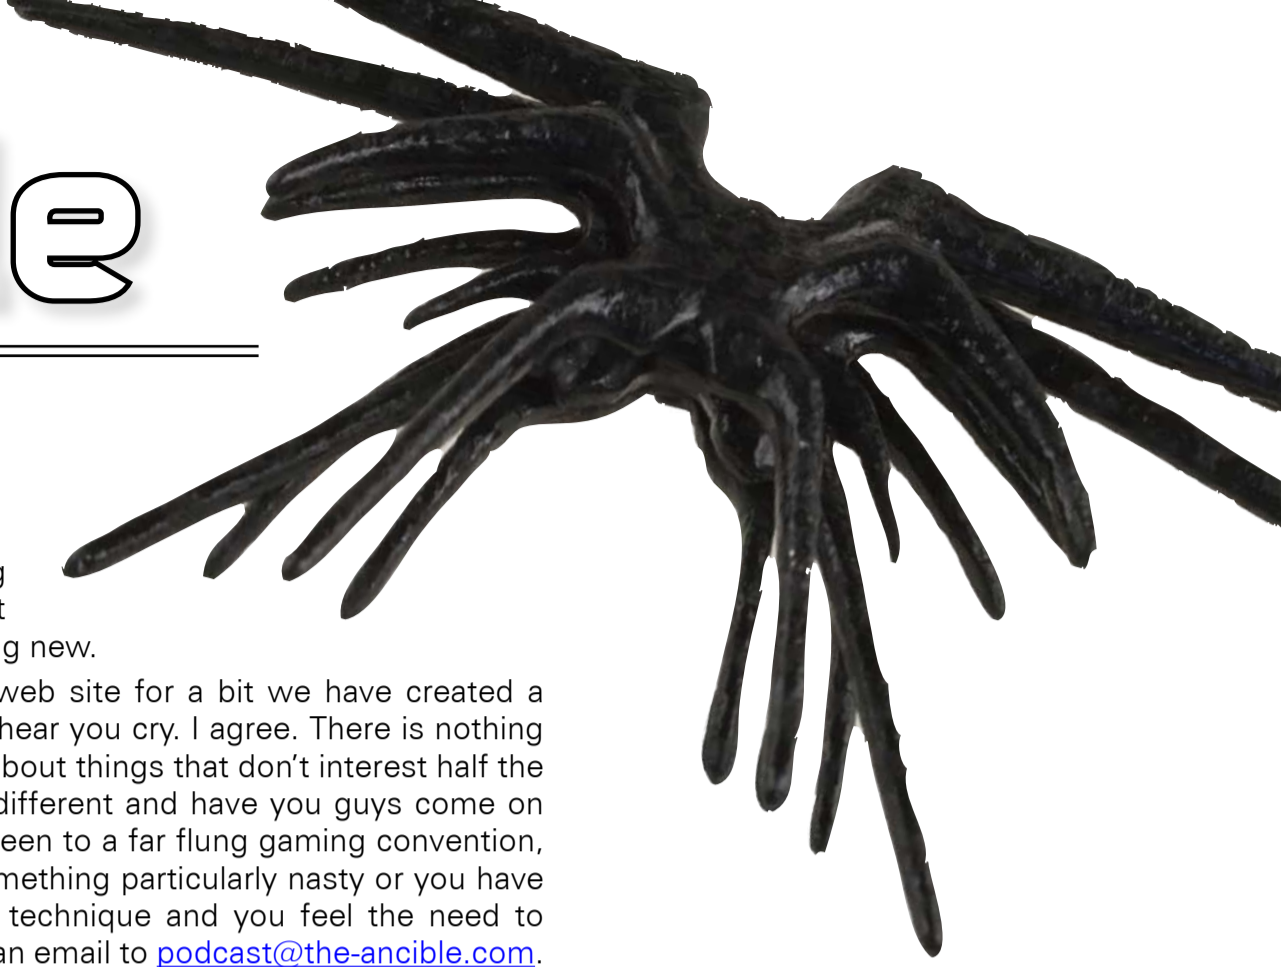 e
g
t
g new.
web site for a bit we have created a
hear you cry. I agree. There is nothing
bout things that don't interest half the
different and have you guys come on
een to a far flung gaming convention,
mething particularly nasty or you have
technique and you feel the need to
an email to podcast@the-ancible.com.